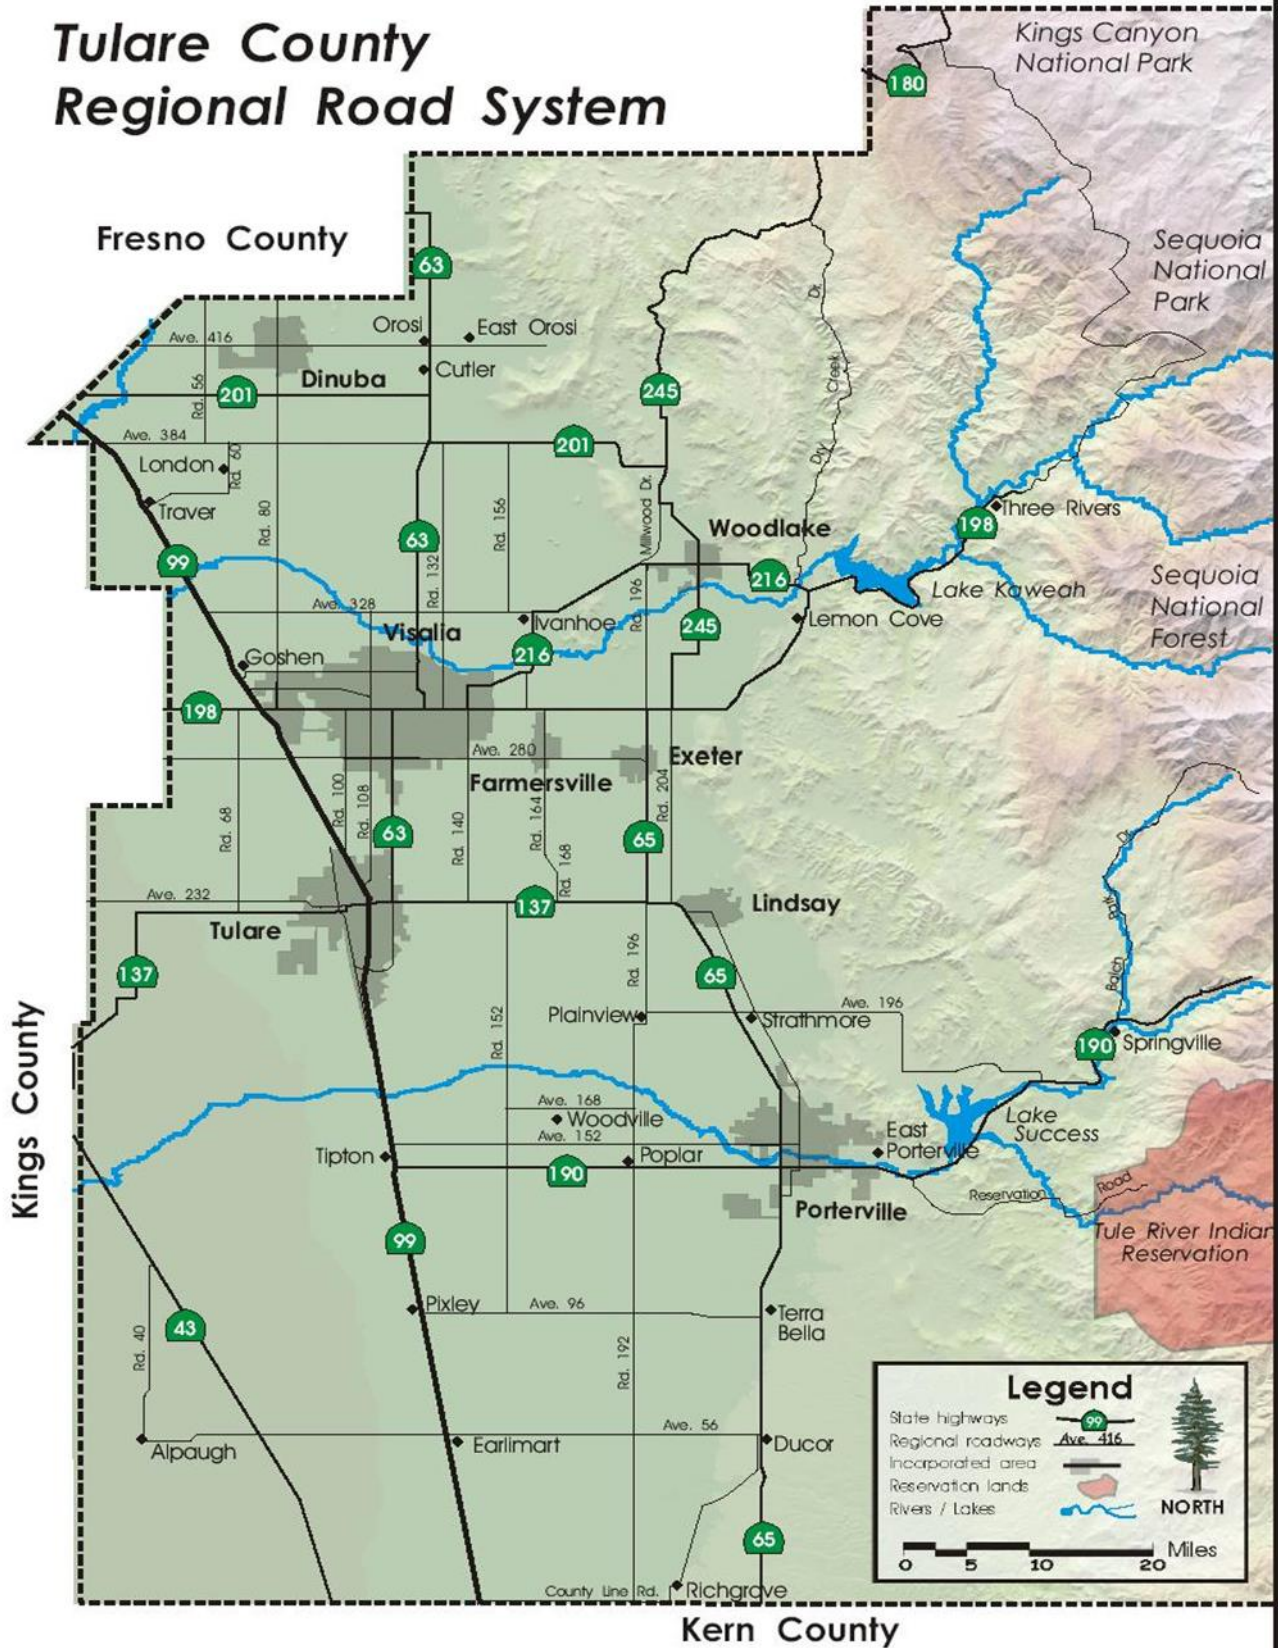 Tulare County
Regional Road System
Kings Canyon
National Park
180
Fresno County
63
Sequoia
National
Park
Orosi
East Orosi
Ave. 416
Cutler
Dinuba
Dr.
Creek
Dry
245
201
Rd. 56
Ave. 384
201
London
Rd. 60
Traver
Rd. 80
Rd. 156
Millwood Dr.
Woodlake
Three Rivers
198
99
63
Rd. 132
216
Lake Kaweah
Sequoia
National
Forest
Ave. 328
Rd. 196
Ivanhoe
245
Lemon Cove
Visalia
216
Goshen
198
Ave. 280
Exeter
Farmersville
Rd. 68
Rd. 100
Rd. 108
63
Rd. 140
Rd. 164
Rd. 168
65
Rd. 204
Ave. 232
137
Lindsay
Tulare
Dr.
Park
Balch
137
Rd. 196
65
Ave. 196
Plainview
Strathmore
Rd. 152
190
Springville
Kings County
Ave. 168
Woodville
Ave. 152
Lake
Success
East
Porterville
Tipton
Poplar
190
Reservation
Road
Porterville
Tule River Indian
Reservation
99
Pixley
Ave. 96
Terra
Bella
43
Rd. 40
Rd. 192
Ave. 56
Alpaugh
Earlimart
Ducor
65
County Line Rd.
Richgrove
Kern County
Legend
State highways
99
Regional roadways
Ave. 416
Incorporated area
Reservation lands
Rivers / Lakes
NORTH
0 5 10 20 Miles